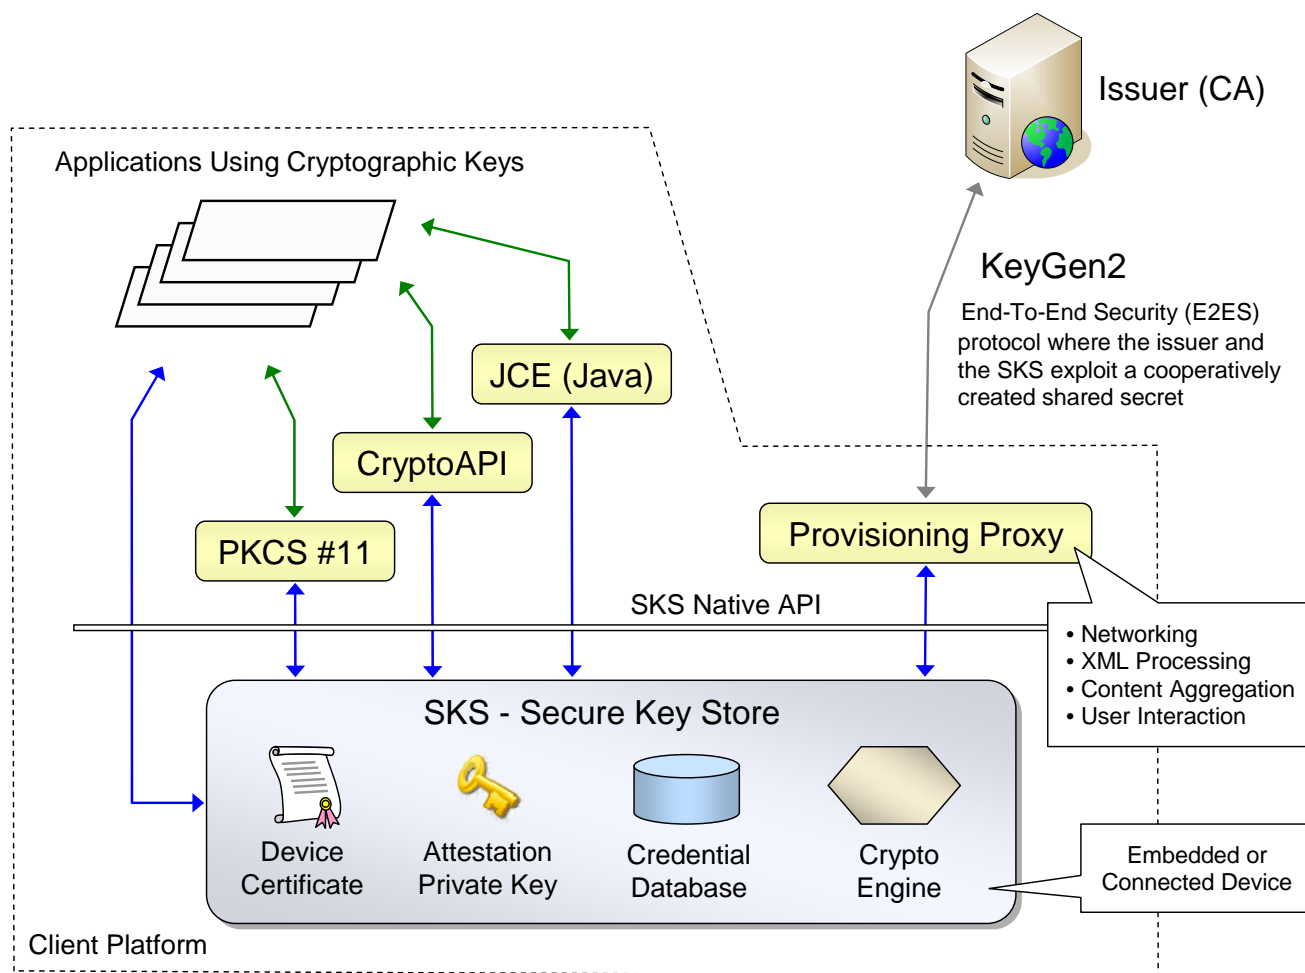 Issuer (CA)
Applications Using Cryptographic Keys
KeyGen2
End-To-End Security (E2ES)
protocol where the issuer and
the SKS exploit a cooperatively
created shared secret
JCE (Java)
CryptoAPI
PKCS #11
Provisioning Proxy
SKS Native API
• Networking
• XML Processing
• Content Aggregation
• User Interaction
SKS - Secure Key Store
Device
Certificate
Attestation
Private Key
Credential
Database
Crypto
Engine
Embedded or
Connected Device
Client Platform